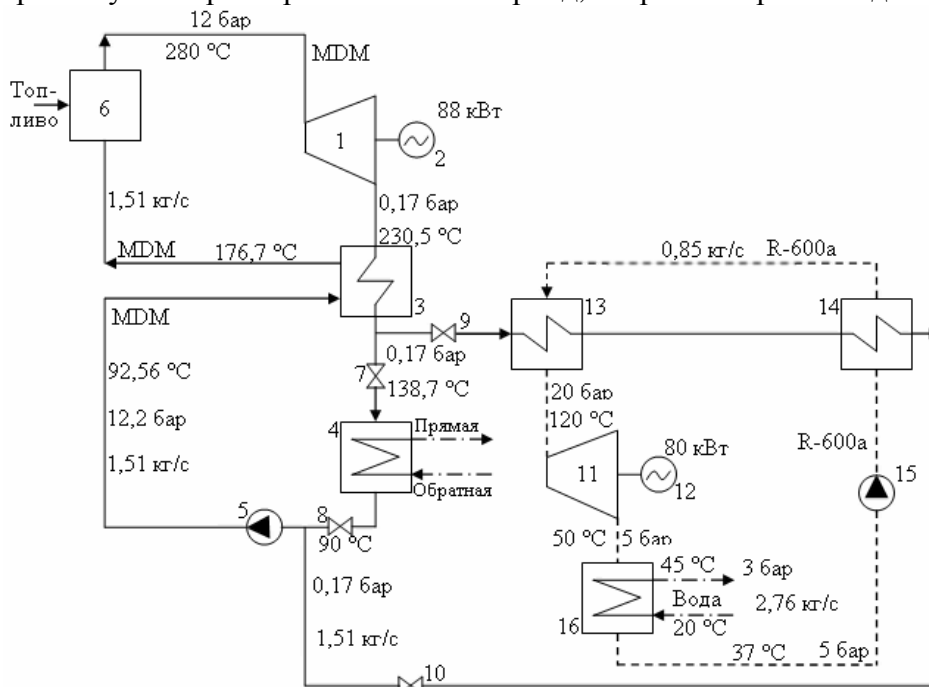 12 бар
280 °C
MDM
Топ-
ливо
6
1
88 кВт
2
1,51 кг/с
0,17 бар
230,5 °C
MDM
176,7 °C
3
0,85 кг/с
R-600a
13
14
MDM
9
0,17 бар
92,56 °C
7
138,7 °C
20 бар
120 °C
12,2 бар
4
Прямая
R-600a
80 кВт
11
12
15
1,51 кг/с
Обратная
5
8
90 °C
50 °C
5 бар
0,17 бар
45 °C
3 бар
Вода
2,76 кг/с
16
20 °C
1,51 кг/с
37 °C
5 бар
10